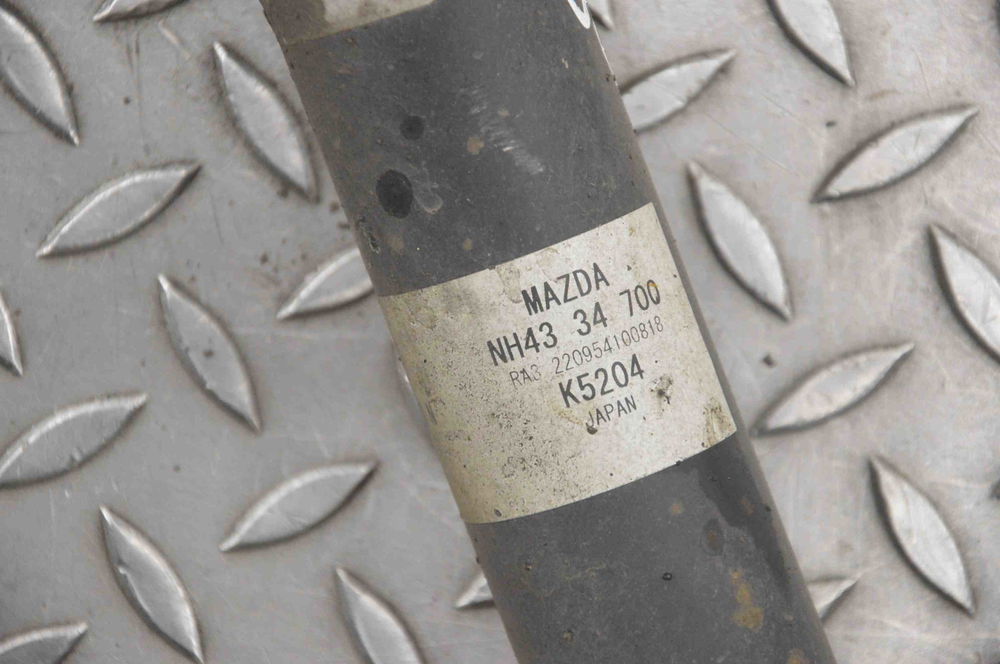 MAZDA
NH43 34 700
RA3 220954100818
K5204
JAPAN